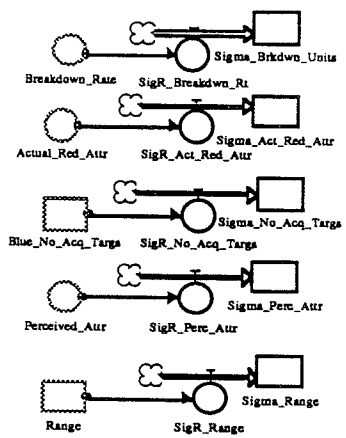 Sigma_Brkdwn_Units
Breakdown_Rate
SigR_Breakdwn_Rt
Sigma_Act_Red_Attr
Actual_Red_Attr
SigR_Act_Red_Attr
Sigma_No_Acq_Targs
Blue_No_Acq_Targs
SigR_No_Acq_Targs
Sigma_Perc_Attr
Perceived_Attr
SigR_Perc_Attr
Sigma_Range
Range
SigR_Range